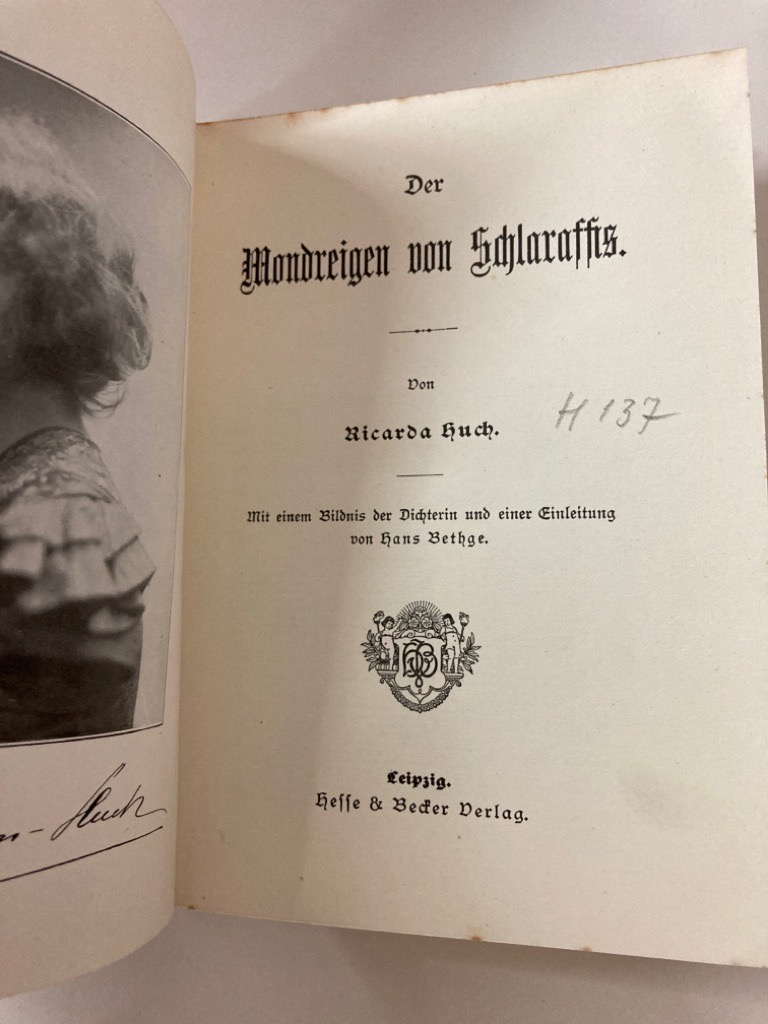 Der
Mondreigen von Schlaraffis.
Von
Ricarda Huch.
H 137
Mit einem Bildnis der Dichterin und einer Einleitung
von Hans Bethge.
Leipzig.
Hesse & Becker Verlag.
Huch